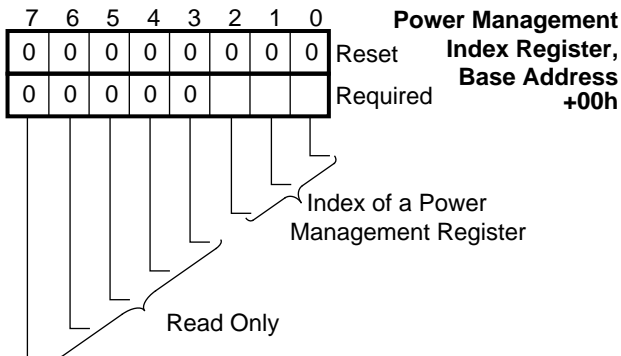 7 6 5 4 3 2 1 0
0 0 0 0 0 0 0 0 Reset
0 0 0 0 0 Required
Power Management
Index Register,
Base Address
+00h
Index of a Power
Management Register
Read Only